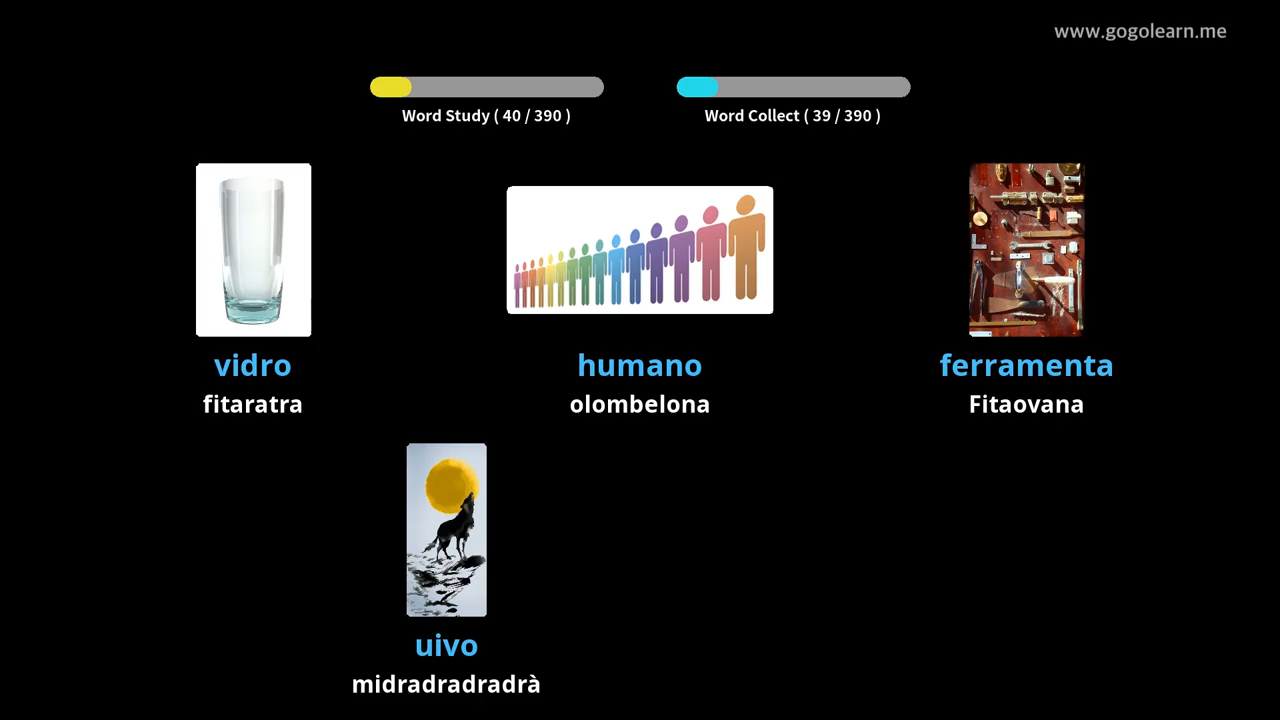 www.gogolearn.me
Word Study ( 40 / 390 )
Word Collect ( 39 / 390 )
vidro
fitaratra
humano
olombelona
ferramenta
Fitaovana
uivo
midradradradrà